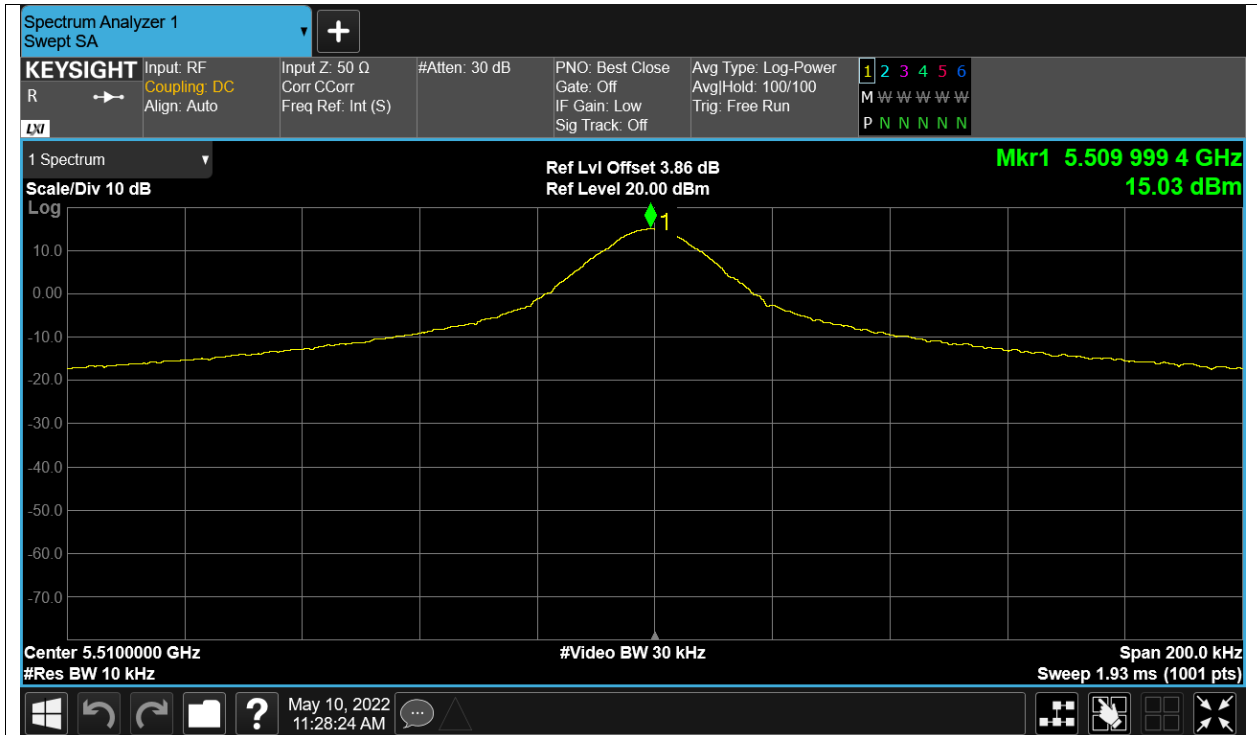 Spectrum Analyzer 1
Swept SA
KEYSIGHT
R
LXI
Input: RF
Coupling: DC
Align: Auto
Input Z: 50 Ω
Corr CCorr
Freq Ref: Int (S)
#Atten: 30 dB
PNO: Best Close
Gate: Off
IF Gain: Low
Sig Track: Off
Avg Type: Log-Power
Avg|Hold: 100/100
Trig: Free Run
1 2 3 4 5 6
M W W W W W
P N N N N N
1 Spectrum
Scale/Div 10 dB
Log
Ref Lvl Offset 3.86 dB
Ref Level 20.00 dBm
Mkr1 5.509 999 4 GHz
15.03 dBm
1
10.0
0.00
-10.0
-20.0
-30.0
-40.0
-50.0
-60.0
-70.0
Center 5.5100000 GHz
#Res BW 10 kHz
#Video BW 30 kHz
Span 200.0 kHz
Sweep 1.93 ms (1001 pts)
?
May 10, 2022
11:28:24 AM